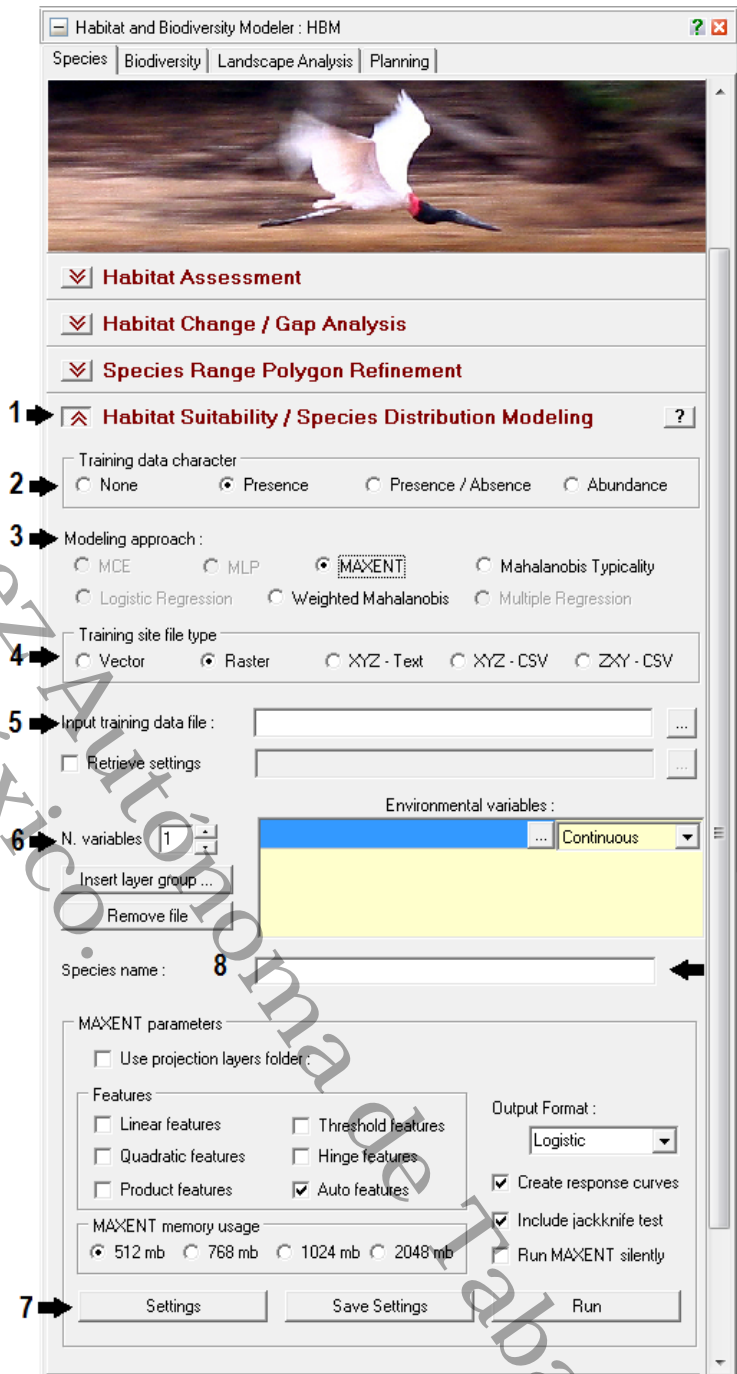 Habitat and Biodiversity Modeler : HBM ?
Species Biodiversity Landscape Analysis Planning
Habitat Assessment
Habitat Change / Gap Analysis
Species Range Polygon Refinement
1 Habitat Suitability / Species Distribution Modeling ?
Training data character
2 None Presence Presence / Absence Abundance
3 Modeling approach :
MCE MLP MAXENT Mahalanobis Typicality
Logistic Regression Weighted Mahalanobis Multiple Regression
Training site file type
4 Vector Raster XYZ - Text XYZ - CSV ZXY - CSV
5 Input training data file : ...
Retrieve settings ...
Environmental variables :
6 N. variables 1 ... Continuous
Insert layer group ...
Remove file
Species name : 8
MAXENT parameters
Use projection layers folder :
Features
Linear features Threshold features
Quadratic features Hinge features
Product features Auto features
Output Format :
Logistic
Create response curves
Include jackknife test
Run MAXENT silently
MAXENT memory usage
512 mb 768 mb 1024 mb 2048 mb
7 Settings Save Settings Run
Autónoma de